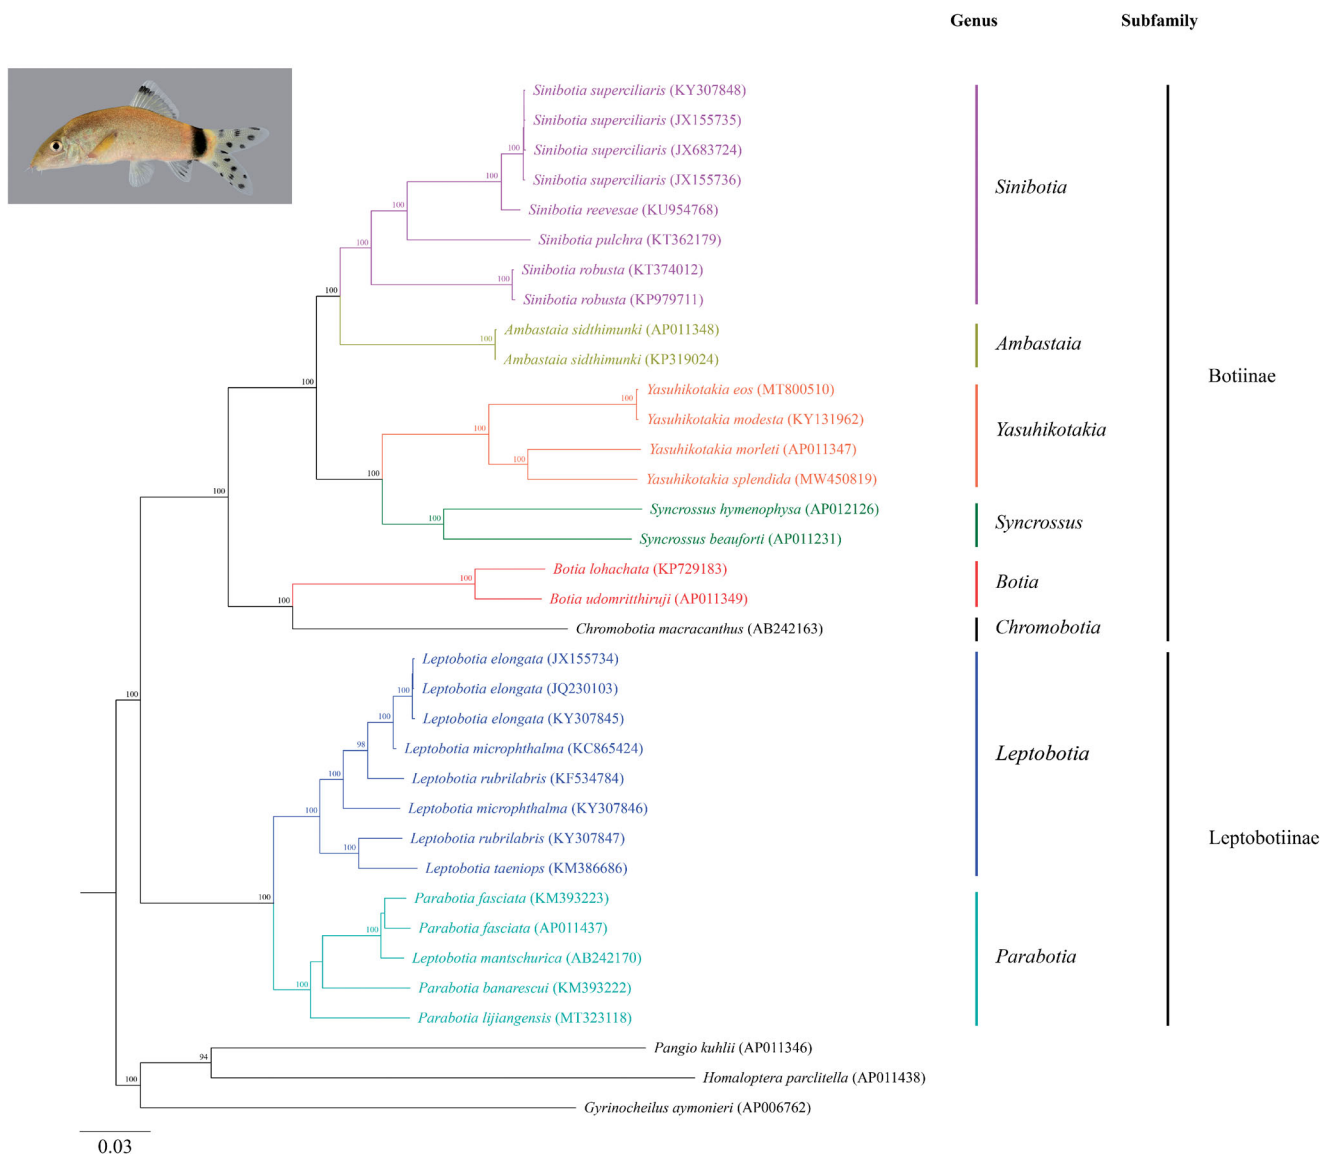 Genus Subfamily
Sinibotia superciliaris (KY307848)
Sinibotia superciliaris (JX155735)
100 Sinibotia superciliaris (JX683724)
100 Sinibotia superciliaris (JX155736)
Sinibotia
100 Sinibotia reevesae (KU954768)
100 Sinibotia pulchra (KT362179)
100 Sinibotia robusta (KT374012)
100 Sinibotia robusta (KP979711)
100 Ambastaia sidthimunki (AP011348)
Ambastaia
Ambastaia sidthimunki (KP319024)
100
Botiinae
100 Yasuhikotakia eos (MT800510)
100 Yasuhikotakia modesta (KY131962)
Yasuhikotakia
100 Yasuhikotakia morleti (AP011347)
100 Yasuhikotakia splendida (MW450819)
100
100 Syncrossus hymenophysa (AP012126)
Syncrossus
Syncrossus beauforti (AP011231)
100 Botia lohachata (KP729183)
Botia
100 Botia udomritthiruji (AP011349)
Chromobotia macracanthus (AB242163) Chromobotia
Leptobotia elongata (JX155734)
100 100 Leptobotia elongata (JQ230103)
100 Leptobotia elongata (KY307845)
98 Leptobotia microphthalma (KC865424) Leptobotia
100 Leptobotia rubrilabris (KF534784)
100 Leptobotia microphthalma (KY307846)
Leptobotia rubrilabris (KY307847) Leptobotiinae
100 Leptobotia taeniops (KM386686)
100 Parabotia fasciata (KM393223)
100 Parabotia fasciata (AP011437)
Leptobotia mantschurica (AB242170) Parabotia
100 Parabotia banarescui (KM393222)
Parabotia lijiangensis (MT323118)
94 Pangio kuhlii (AP011346)
100 Homaloptera parclitella (AP011438)
Gyrinocheilus aymonieri (AP006762)
0.03